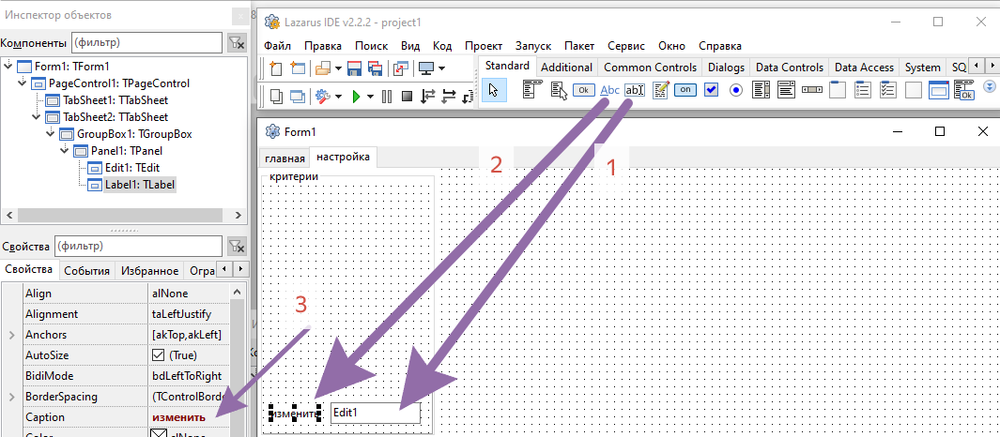 Инспектор объектов
Компоненты (фильтр)
Form1: TForm1
PageControl1: TPageControl
TabSheet1: TTabSheet
TabSheet2: TTabSheet
GroupBox1: TGroupBox
Panel1: TPanel
Edit1: TEdit
Label1: TLabel
Свойства (фильтр)
Свойства События Избранное Огра
Align alNone
Alignment taLeftJustify
Anchors [akTop,akLeft]
AutoSize (True)
BidiMode bdLeftToRight
BorderSpacing (TControlBorde
Caption изменить
Color clNone
Lazarus IDE v2.2.2 - project1
Файл Правка Поиск Вид Код Проект Запуск Пакет Сервис Окно Справка
Standard Additional Common Controls Dialogs Data Controls Data Access System SQ
Ok Abc ab on Ok
Form1
главная настройка
критерии
2 1
3
изменить Edit1